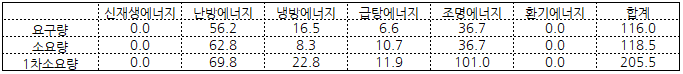 신재생에너지 난방에너지 냉방에너지 급탕에너지 조명에너지 환기에너지 합계
요구량 0.0 56.2 16.5 6.6 36.7 0.0 116.0
소요량 0.0 62.8 8.3 10.7 36.7 0.0 118.5
1차소요량 0.0 69.8 22.8 11.9 101.0 0.0 205.5